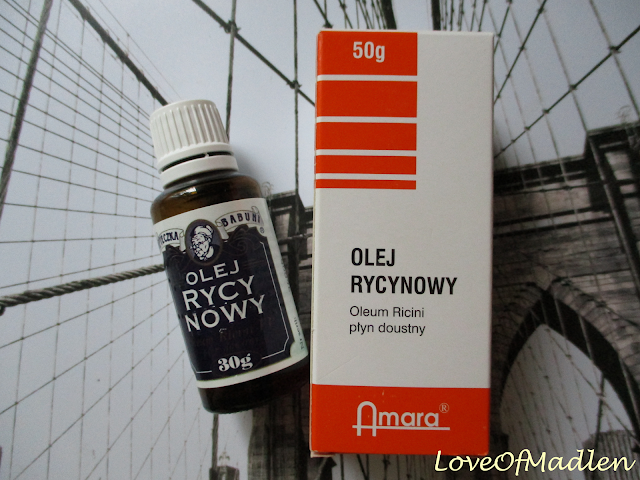 BABUNI
OLEJ
RYCY
NOWY
30g
50g
OLEJ
RYCYNOWY
Oleum Ricini
płyn doustny
Amara®
LoveOfMadlen